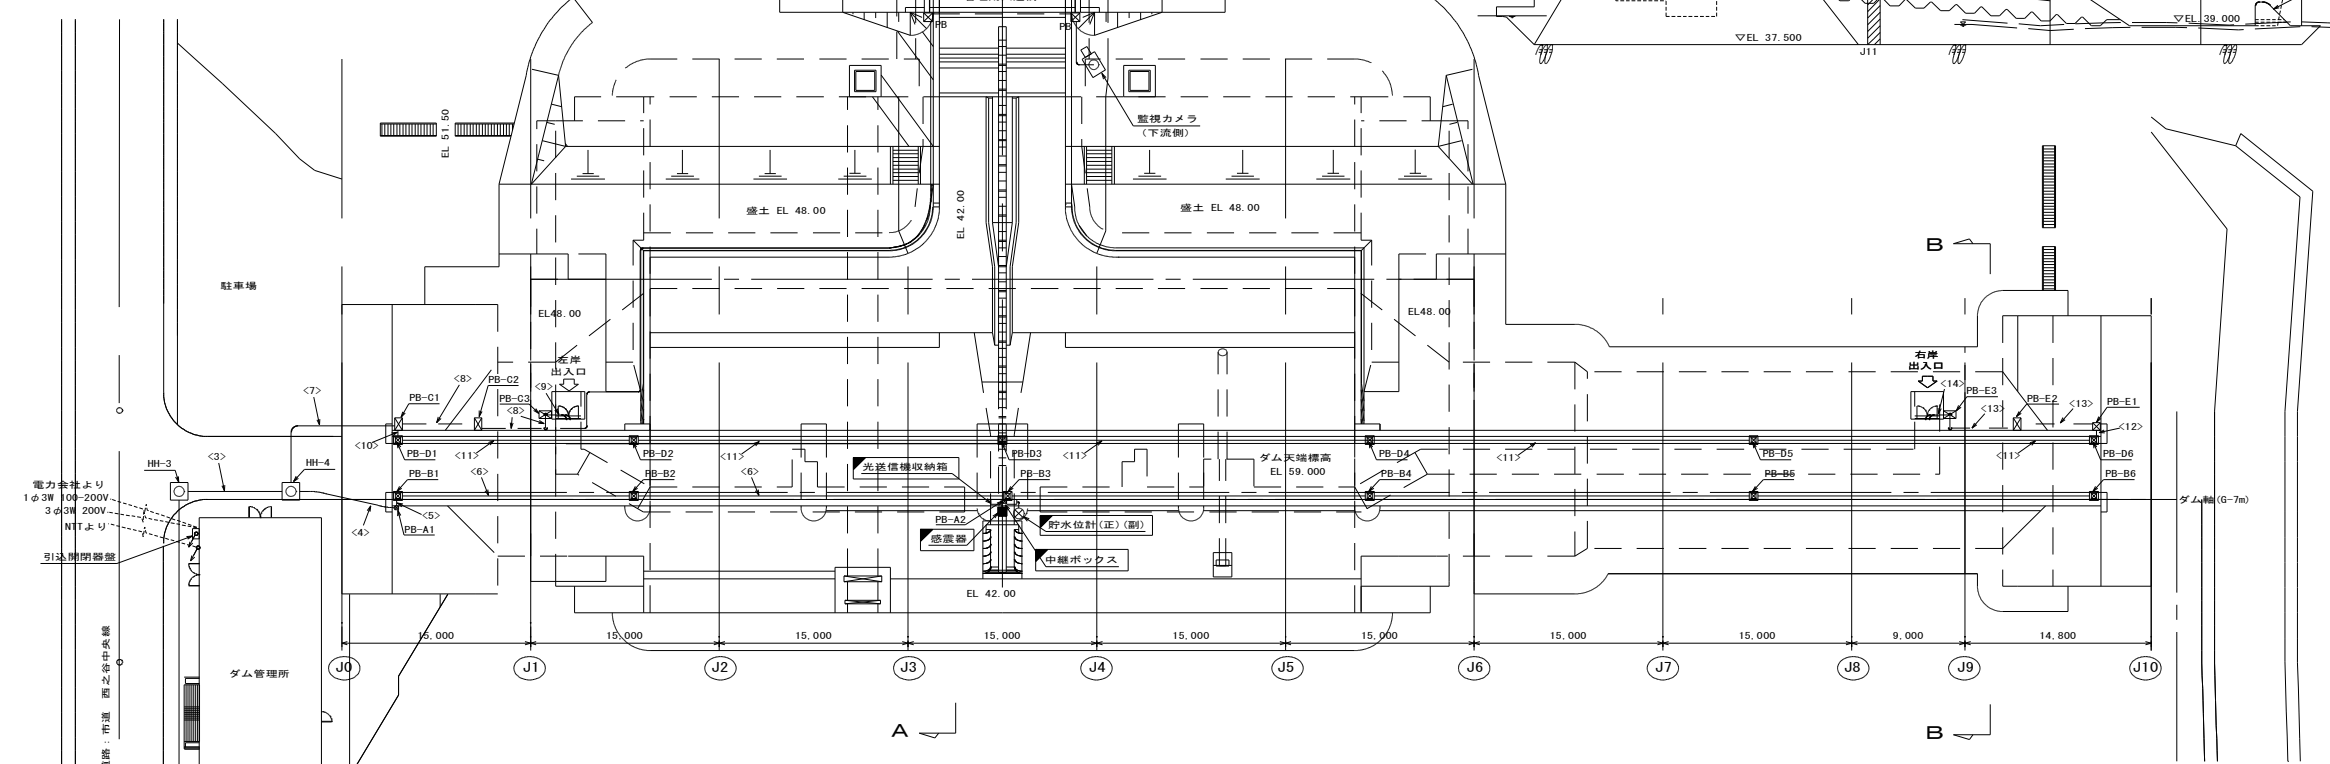 PB
PB
▽EL. 39.000
▽EL 37.500
J11
監視カメラ
(下流側)
EL 51.50
盛土 EL 48.00
EL 42.00
盛土 EL 48.00
B
駐車場
EL48.00
EL48.00
左岸
出入口
右岸
出入口
<7>
<8>
PB-C1
PB-C2
<9>
PB-C3
<8>
<14>
PB-E3
<13>
PB-E2
<13>
PB-E1
<12>
<10>
PB-D1
<11>
PB-D2
<11>
PB-D3
<11>
PB-D4
<11>
PB-D5
<11>
PB-D6
HH-3
<3>
HH-4
PB-B1
<6>
PB-B2
<6>
光送信機収納箱
PB-B3
ダム天端標高
EL 59.000
PB-B4
PB-B5
PB-B6
電力会社より
1φ3W 100-200V
3φ3W 200V
NTTより
引込開閉器盤
<4>
<5>
PB-A1
PB-A2
感震器
貯水位計(正)(副)
中継ボックス
ダム軸(G-7m)
EL 42.00
15,000
15,000
15,000
15,000
15,000
15,000
15,000
15,000
9,000
14,800
J0
J1
J2
J3
J4
J5
J6
J7
J8
J9
J10
ダム管理所
道路:市道 西之谷中央線
A
B